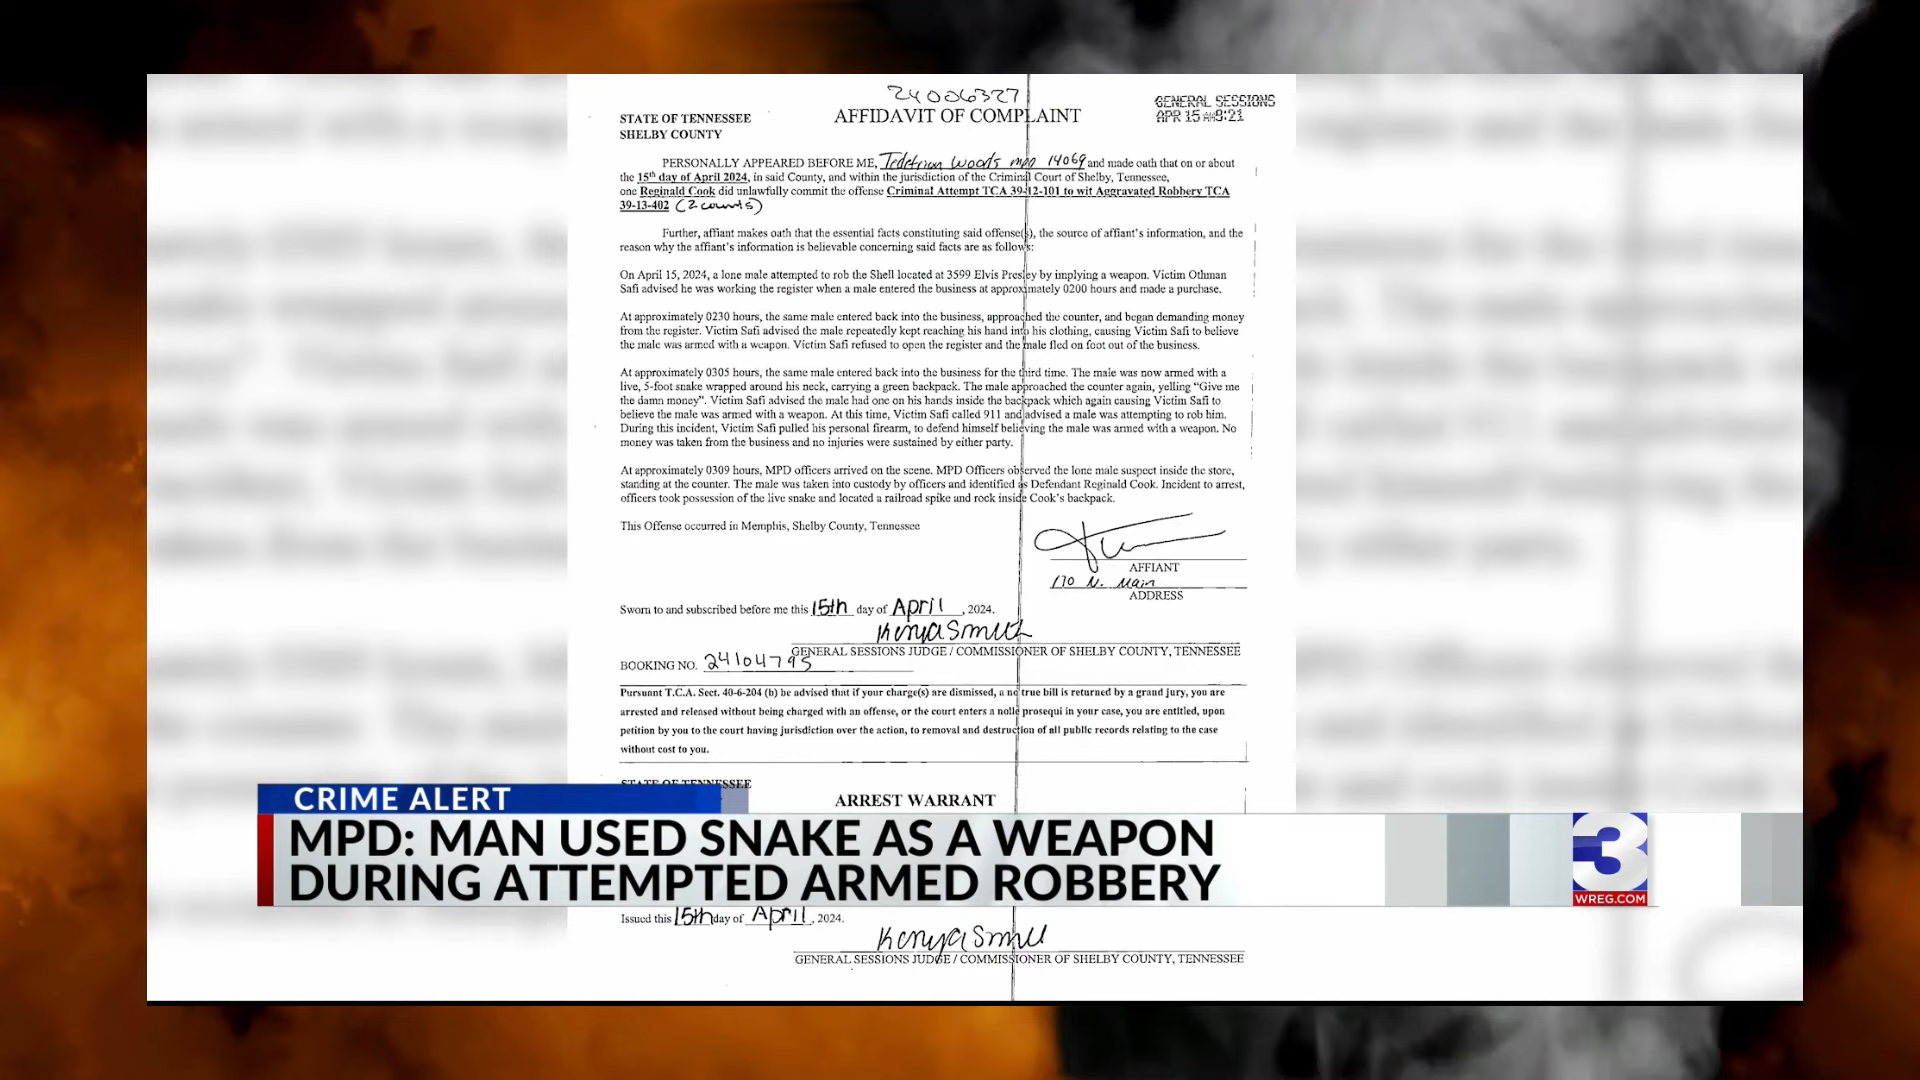 24006327
STATE OF TENNESSEE
SHELBY COUNTY
AFFIDAVIT OF COMPLAINT
GENERAL SESSIONS
APR 15 AM 8:21
PERSONALLY APPEARED BEFORE ME, Woods mpd 14069 and made oath that on or about
the 15th day of April 2024, in said County, and within the jurisdiction of the Criminal Court of Shelby, Tennessee,
one Reginald Cook did unlawfully commit the offense Criminal Attempt TCA 39-12-101 to wit Aggravated Robbery TCA
39-13-402 (2 counts)
Further, affiant makes oath that the essential facts constituting said offense(s), the source of affiant's information, and the
reason why the affiant's information is believable concerning said facts are as follows:
On April 15, 2024, a lone male attempted to rob the Shell located at 3599 Elvis Presley by implying a weapon. Victim Othman
Safi advised he was working the register when a male entered the business at approximately 0200 hours and made a purchase.
At approximately 0230 hours, the same male entered back into the business, approached the counter, and began demanding money
from the register. Victim Safi advised the male repeatedly kept reaching his hand into his clothing, causing Victim Safi to believe
the male was armed with a weapon. Victim Safi refused to open the register and the male fled on foot out of the business.
At approximately 0305 hours, the same male entered back into the business for the third time. The male was now armed with a
live, 5-foot snake wrapped around his neck, carrying a green backpack. The male approached the counter again, yelling “Give me
the damn money”. Victim Safi advised the male had one on his hands inside the backpack which again causing Victim Safi to
believe the male was armed with a weapon. At this time, Victim Safi called 911 and advised a male was attempting to rob him.
During this incident, Victim Safi pulled his personal firearm, to defend himself believing the male was armed with a weapon. No
money was taken from the business and no injuries were sustained by either party.
At approximately 0309 hours, MPD officers arrived on the scene. MPD Officers observed the lone male suspect inside the store,
standing at the counter. The male was taken into custody by officers and identified as Defendant Reginald Cook. Incident to arrest,
officers took possession of the live snake and located a railroad spike and rock inside Cook's backpack.
This Offense occurred in Memphis, Shelby County, Tennessee
AFFIANT
170 N. Main
ADDRESS
Sworn to and subscribed before me this 15th day of April, 2024.
Kenya Smith
GENERAL SESSIONS JUDGE / COMMISSIONER OF SHELBY COUNTY, TENNESSEE
BOOKING NO. 24104795
Pursuant T.C.A. Sect. 40-6-204 (b) be advised that if your charge(s) are dismissed, a no true bill is returned by a grand jury, you are
arrested and released without being charged with an offense, or the court enters a nolle prosequi in your case, you are entitled, upon
petition by you to the court having jurisdiction over the action, to removal and destruction of all public records relating to the case
without cost to you.
STATE OF TENNESSEE
ARREST WARRANT
CRIME ALERT
MPD: MAN USED SNAKE AS A WEAPON
DURING ATTEMPTED ARMED ROBBERY
3
WREG.COM
Issued this 15th day of April, 2024.
Kenya Smith
GENERAL SESSIONS JUDGE / COMMISSIONER OF SHELBY COUNTY, TENNESSEE